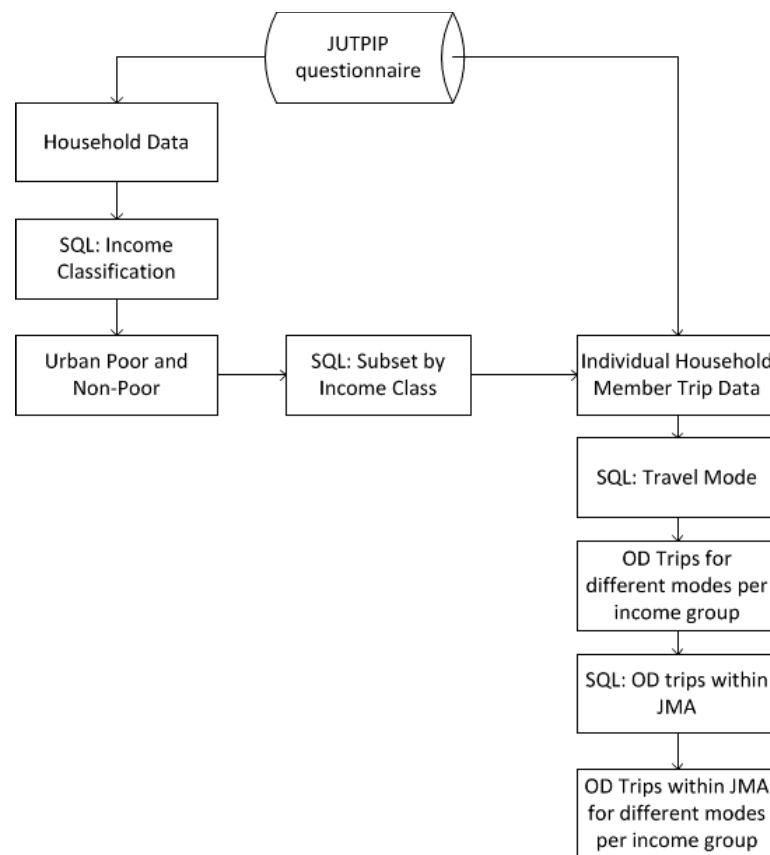 JUTPIP
questionnaire
Household Data
SQL: Income
Classification
Urban Poor and
Non-Poor
SQL: Subset by
Income Class
Individual Household
Member Trip Data
SQL: Travel Mode
OD Trips for
different modes per
income group
SQL: OD trips within
JMA
OD Trips within JMA
for different modes
per income group